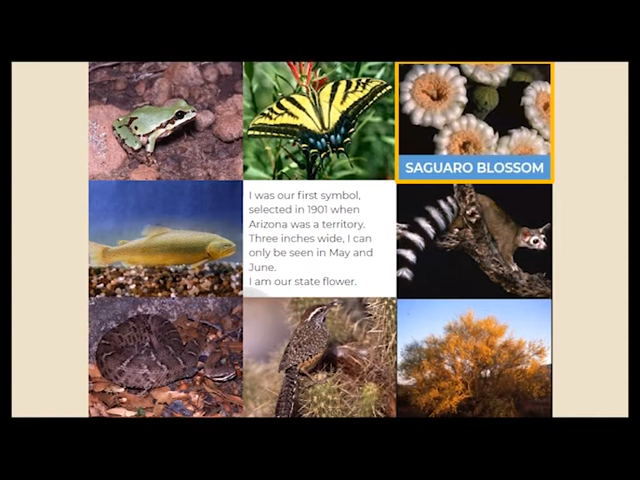 SAGUARO BLOSSOM
I was our first symbol,
selected in 1901 when
Arizona was a territory.
Three inches wide, I can
only be seen in May and
June.
I am our state flower.